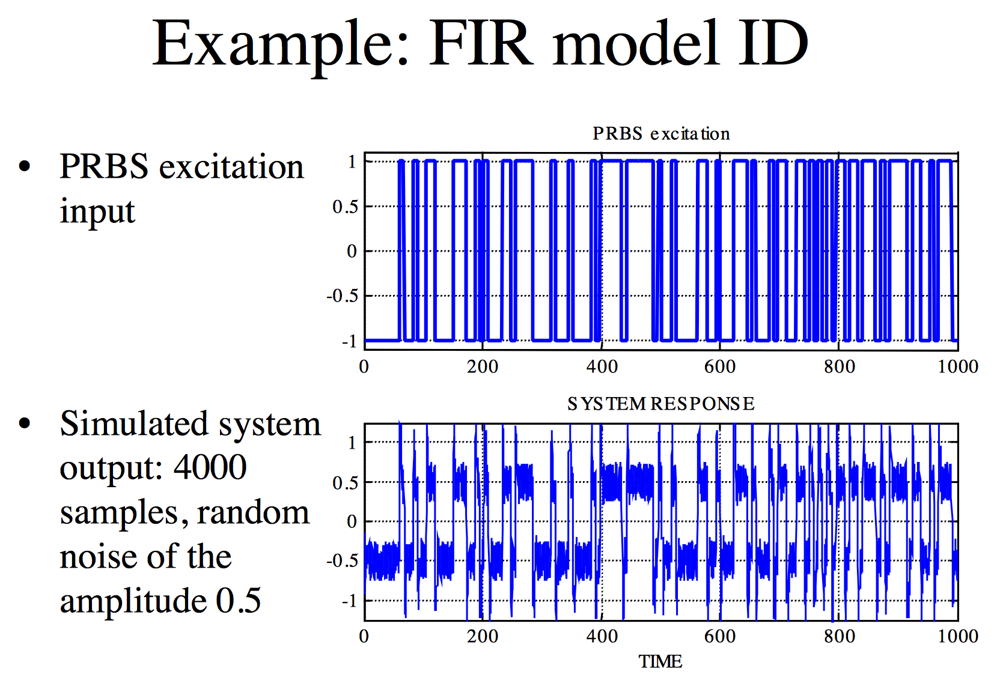 Example: FIR model ID
• PRBS excitation
input
PRBS excitation
1
0.5
0
-0.5
-1
0 200 400 600 800 1000
• Simulated system
output: 4000
samples, random
noise of the
amplitude 0.5
SYSTEM RESPONSE
1
0.5
0
-0.5
-1
0 200 400 600 800 1000
TIME